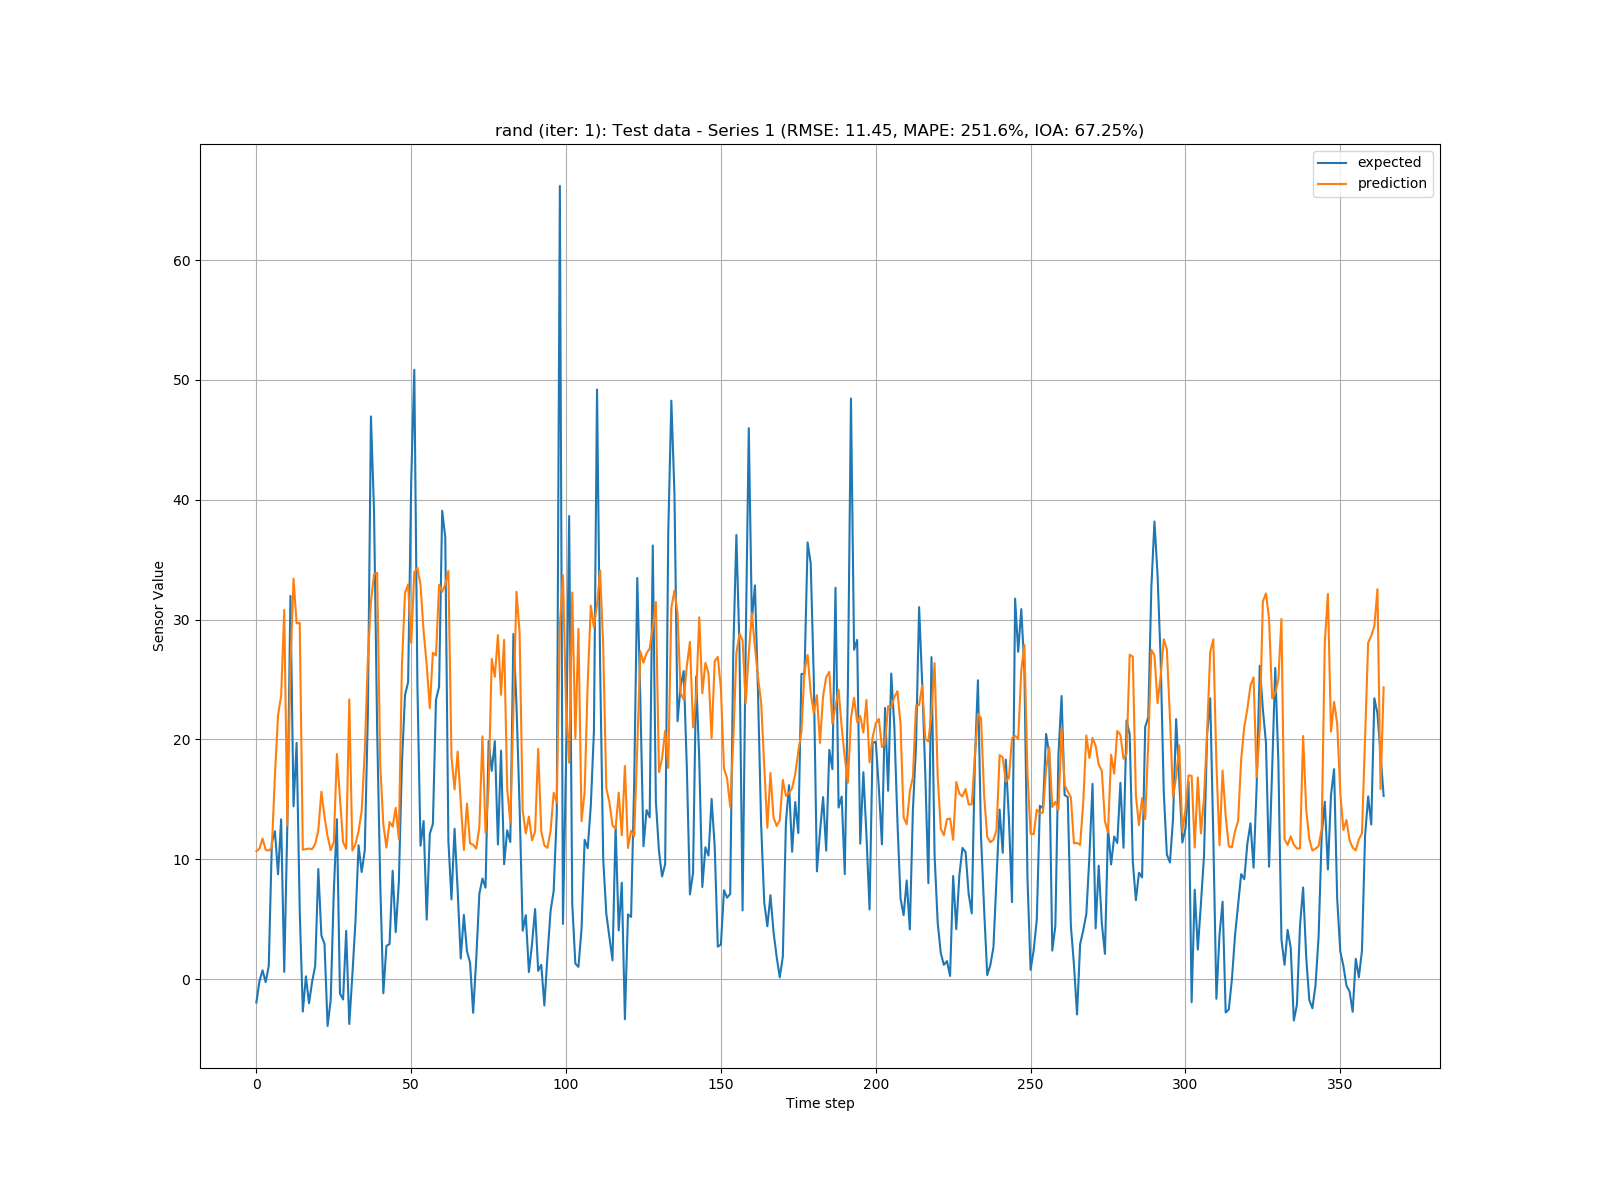 rand (iter: 1): Test data - Series 1 (RMSE: 11.45, MAPE: 251.6%, IOA: 67.25%)
expected
prediction
60
50
40
30
20
10
0
Sensor Value
0 50 100 150 200 250 300 350
Time step